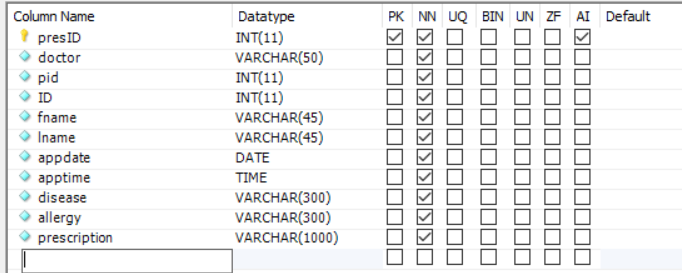 Column Name Datatype PK NN UQ BIN UN ZF AI Default
presID INT(11)
doctor VARCHAR(50)
pid INT(11)
ID INT(11)
fname VARCHAR(45)
lname VARCHAR(45)
appdate DATE
apptime TIME
disease VARCHAR(300)
allergy VARCHAR(300)
prescription VARCHAR(1000)